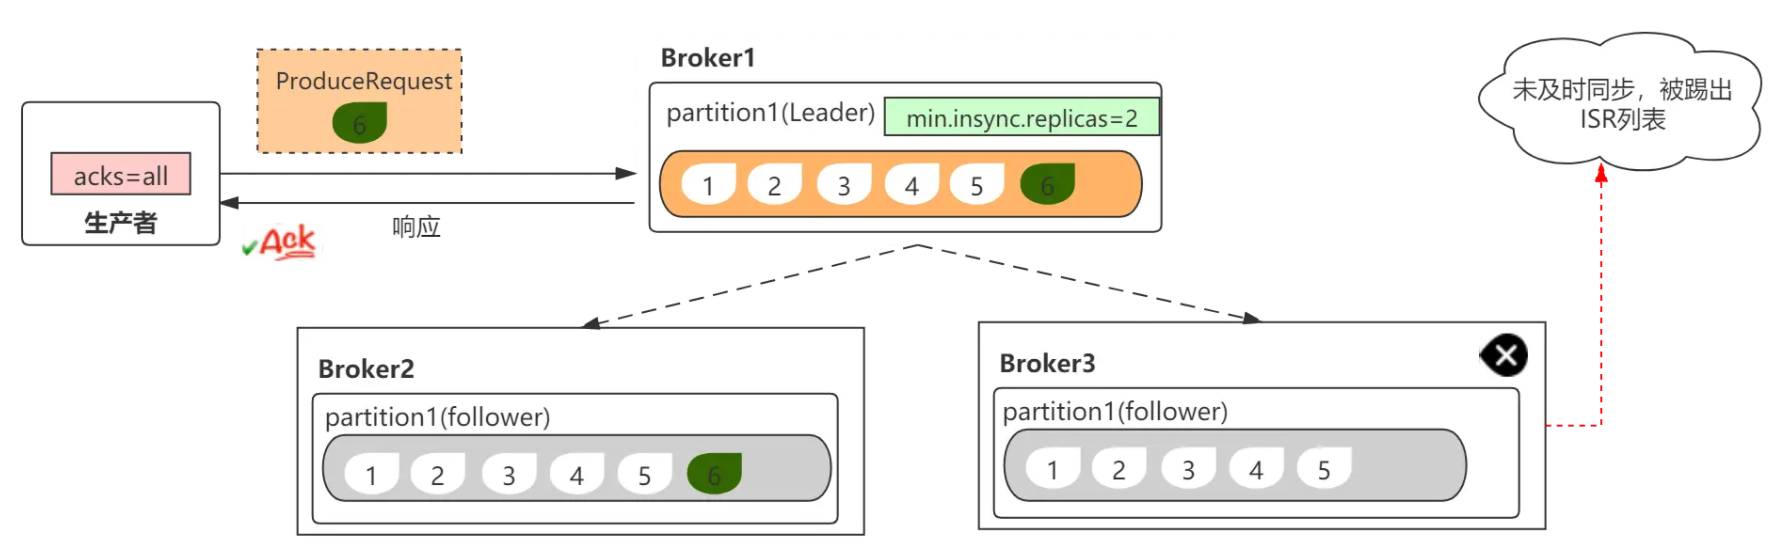 ProduceRequest
6
acks=all
生产者
响应
Ack
Broker1
partition1(Leader)
min.insync.replicas=2
1 2 3 4 5 6
未及时同步，被踢出
ISR列表
Broker2
partition1(follower)
1 2 3 4 5 6
Broker3
partition1(follower)
1 2 3 4 5